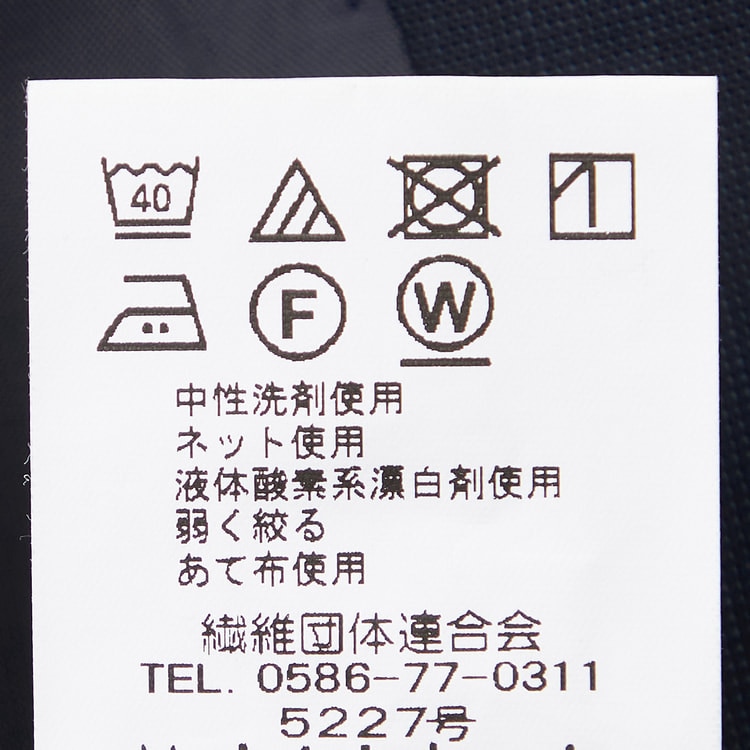 40
F W
中性洗剤使用
ネット使用
液体酸素系漂白剤使用
弱く絞る
あて布使用
繊維団体連合会
TEL. 0586-77-0311
5227号